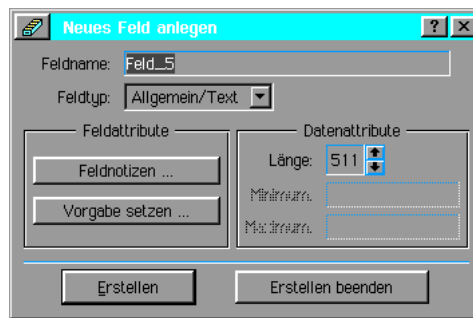 Neues Feld anlegen ? X
Feldname: Feld_5
Feldtyp: Allgemein/Text
Feldattribute
Feldnotizen ...
Vorgabe setzen ...
Datenattribute
Länge: 511
Minimum:
Maximum:
Erstellen
Erstellen beenden